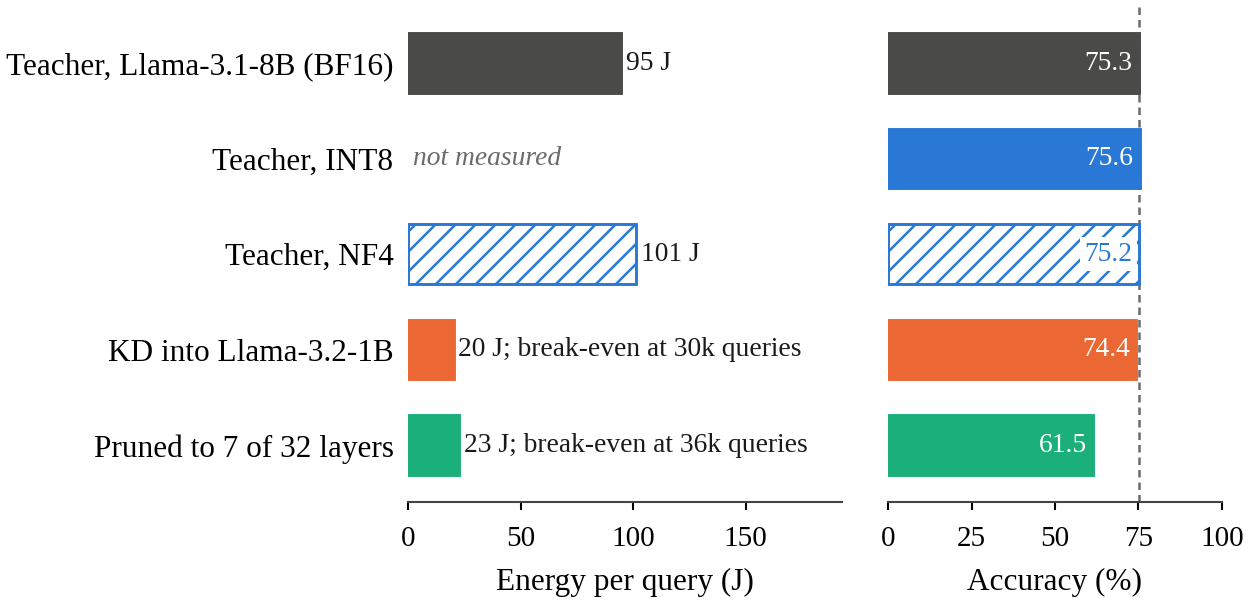 Teacher, Llama-3.1-8B (BF16) 95 J 75.3
Teacher, INT8 not measured 75.6
Teacher, NF4 101 J 75.2
KD into Llama-3.2-1B 20 J; break-even at 30k queries 74.4
Pruned to 7 of 32 layers 23 J; break-even at 36k queries 61.5
0 50 100 150 0 25 50 75 100
Energy per query (J) Accuracy (%)